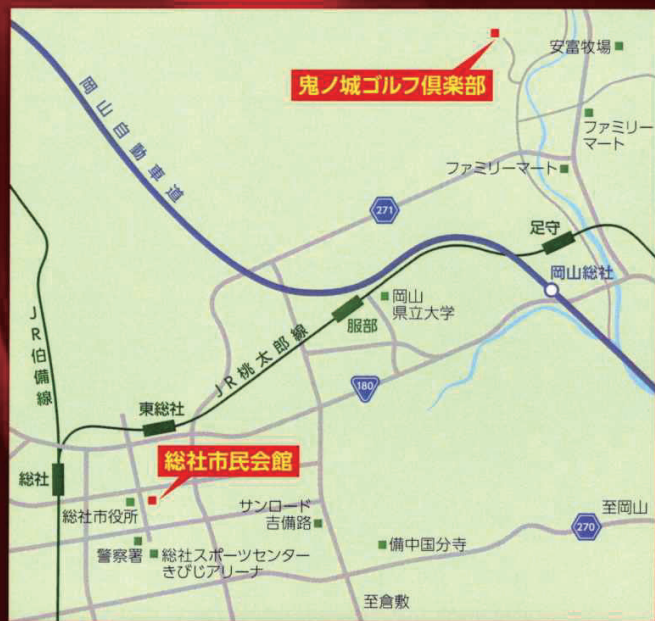 安富牧場
鬼ノ城ゴルフ倶楽部
ファミリー
マート
岡山自動車道
ファミリーマート
271
足守
岡山総社
岡山
県立大学
服部
JR伯備線
JR桃太郎線
180
東総社
総社市民会館
総社
サンロード
吉備路
総社市役所
至岡山
270
警察署
総社スポーツセンター
きびじアリーナ
備中国分寺
至倉敷